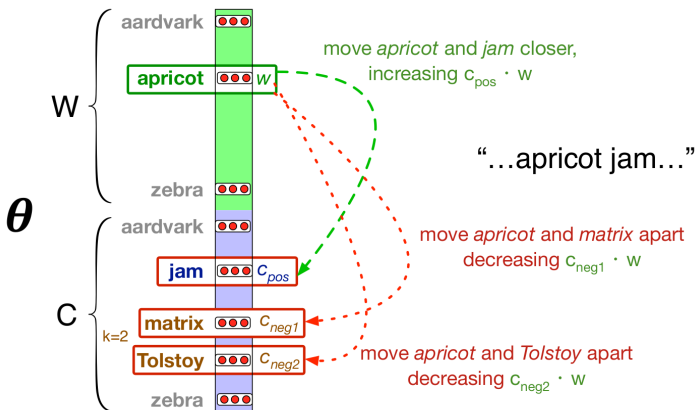 aardvark
move apricot and jam closer,
increasing c_pos · w
apricot w
W
“…apricot jam…”
zebra
θ
aardvark
move apricot and matrix apart
decreasing c_neg1 · w
jam c_pos
C
matrix c_neg1
k=2
Tolstoy c_neg2
move apricot and Tolstoy apart
decreasing c_neg2 · w
zebra